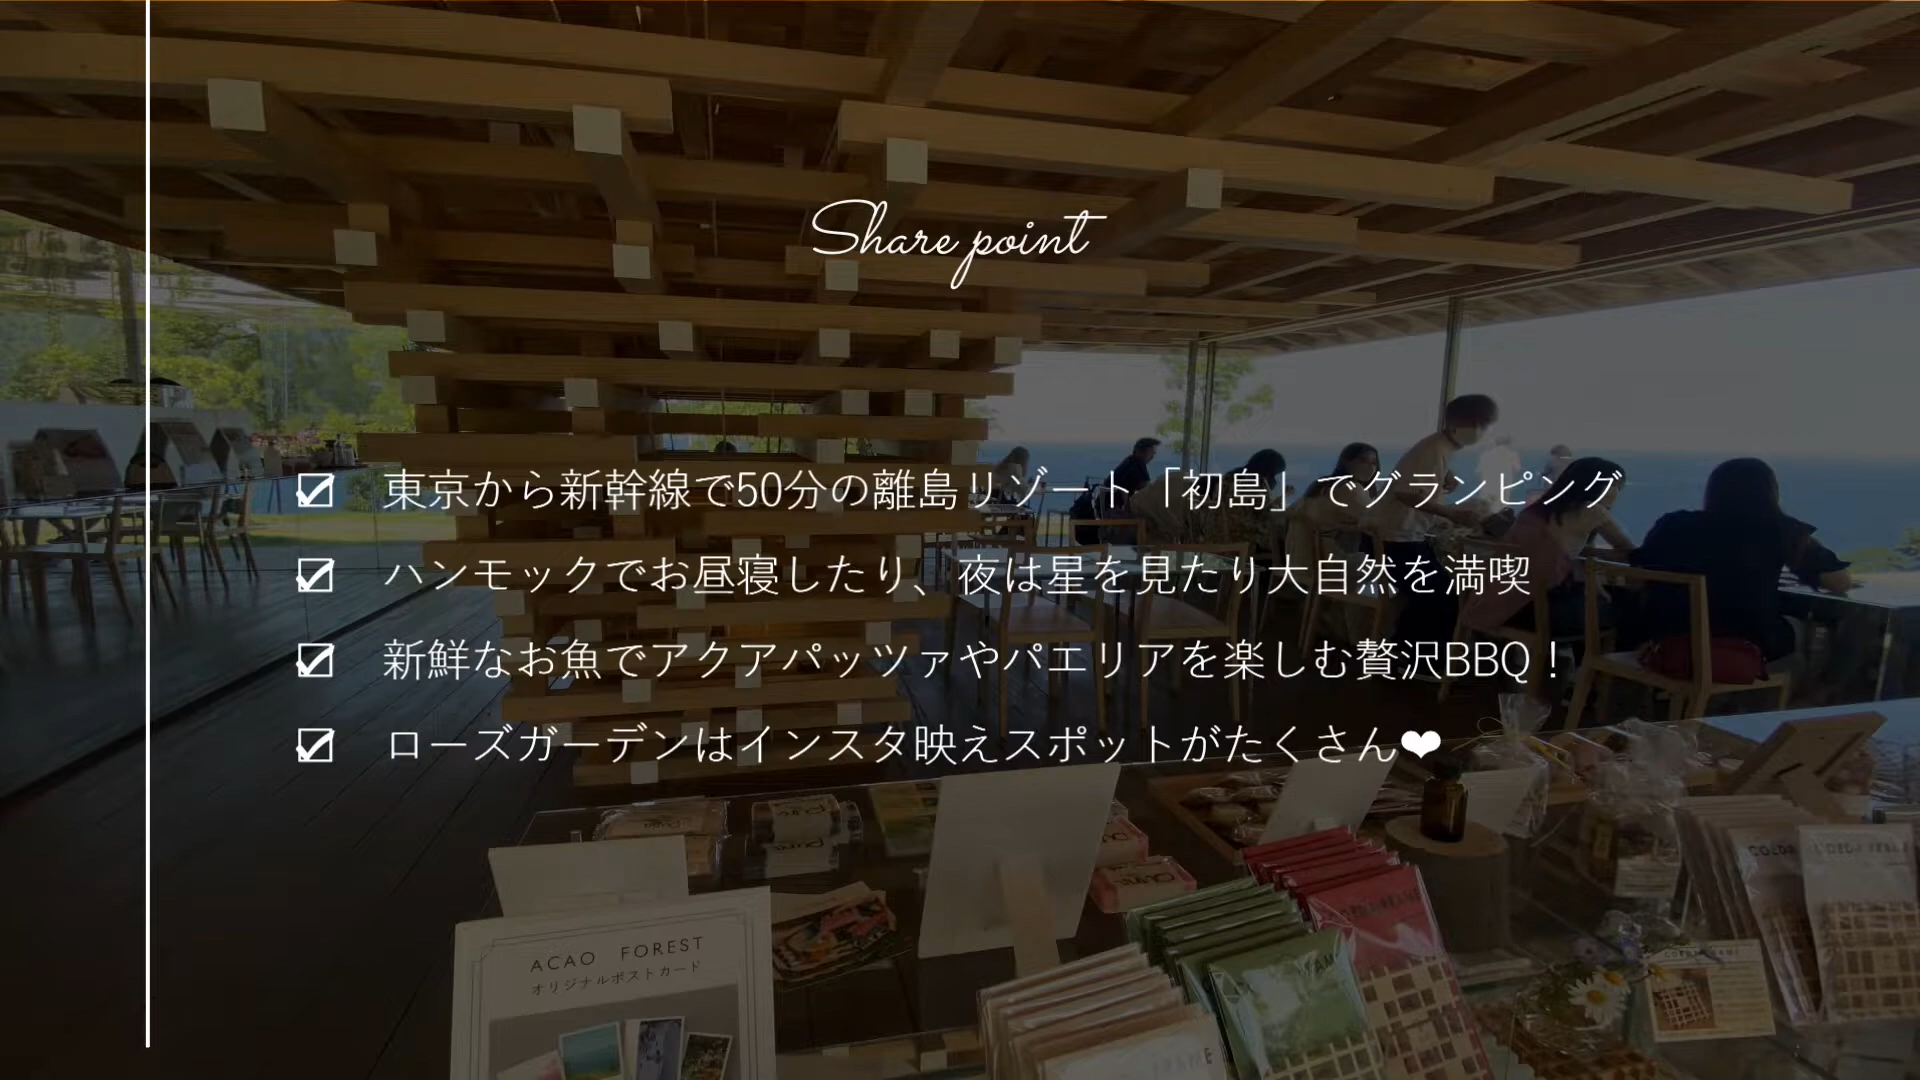 Share point
東京から新幹線で50分の離島リゾート「初島」でグランピング
ハンモックでお昼寝したり、夜は星を見たり大自然を満喫
新鮮なお魚でアクアパッツァやパエリアを楽しむ贅沢BBQ！
ローズガーデンはインスタ映えスポットがたくさん❤
ACAO FOREST
オリジナルポストカード